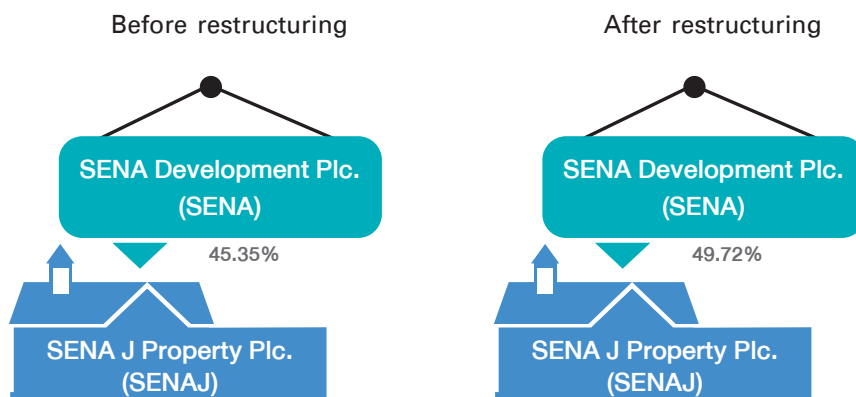 Before restructuring
SENA Development Plc.
(SENA)
45.35%
SENA J Property Plc.
(SENAJ)
After restructuring
SENA Development Plc.
(SENA)
49.72%
SENA J Property Plc.
(SENAJ)